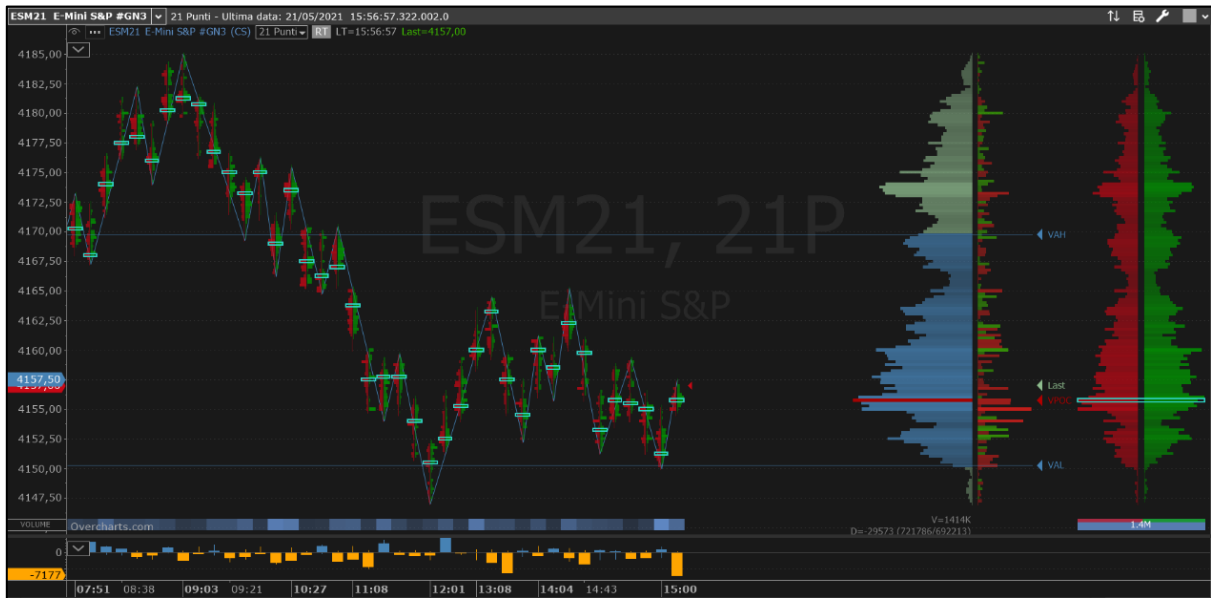 ESM21 E-Mini S&P #GN3 21 Punti - Ultima data: 21/05/2021 15:56:57.322.002.0
ESM21 E-Mini S&P #GN3 (CS) 21 Punti RT LT=15:56:57 Last=4157,00
4185,00
4182,50
4180,00
4177,50
4175,00
4172,50
4170,00
4167,50
4165,00
4162,50
4160,00
4157,50
4155,00
4152,50
4150,00
4147,50
ESM21, 21P
E-Mini S&P
VAH
Last
VPOC
VAL
VOLUME
Overcharts.com
V=1414K
D=-29573 (721786/692213)
1.4M
0
-7177
07:51 08:38 09:03 09:21 10:27 11:08 12:01 13:08 14:04 14:43 15:00